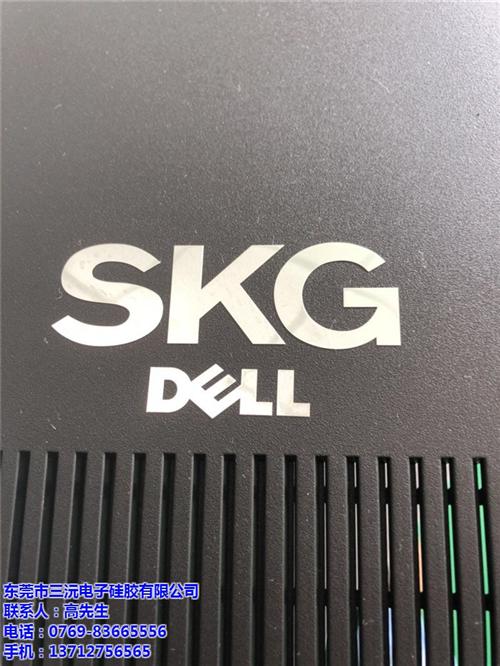 SKG
DELL
东莞市三沅电子硅胶有限公司
联系人：高先生
电话：0769-83665556
手机：13712756565